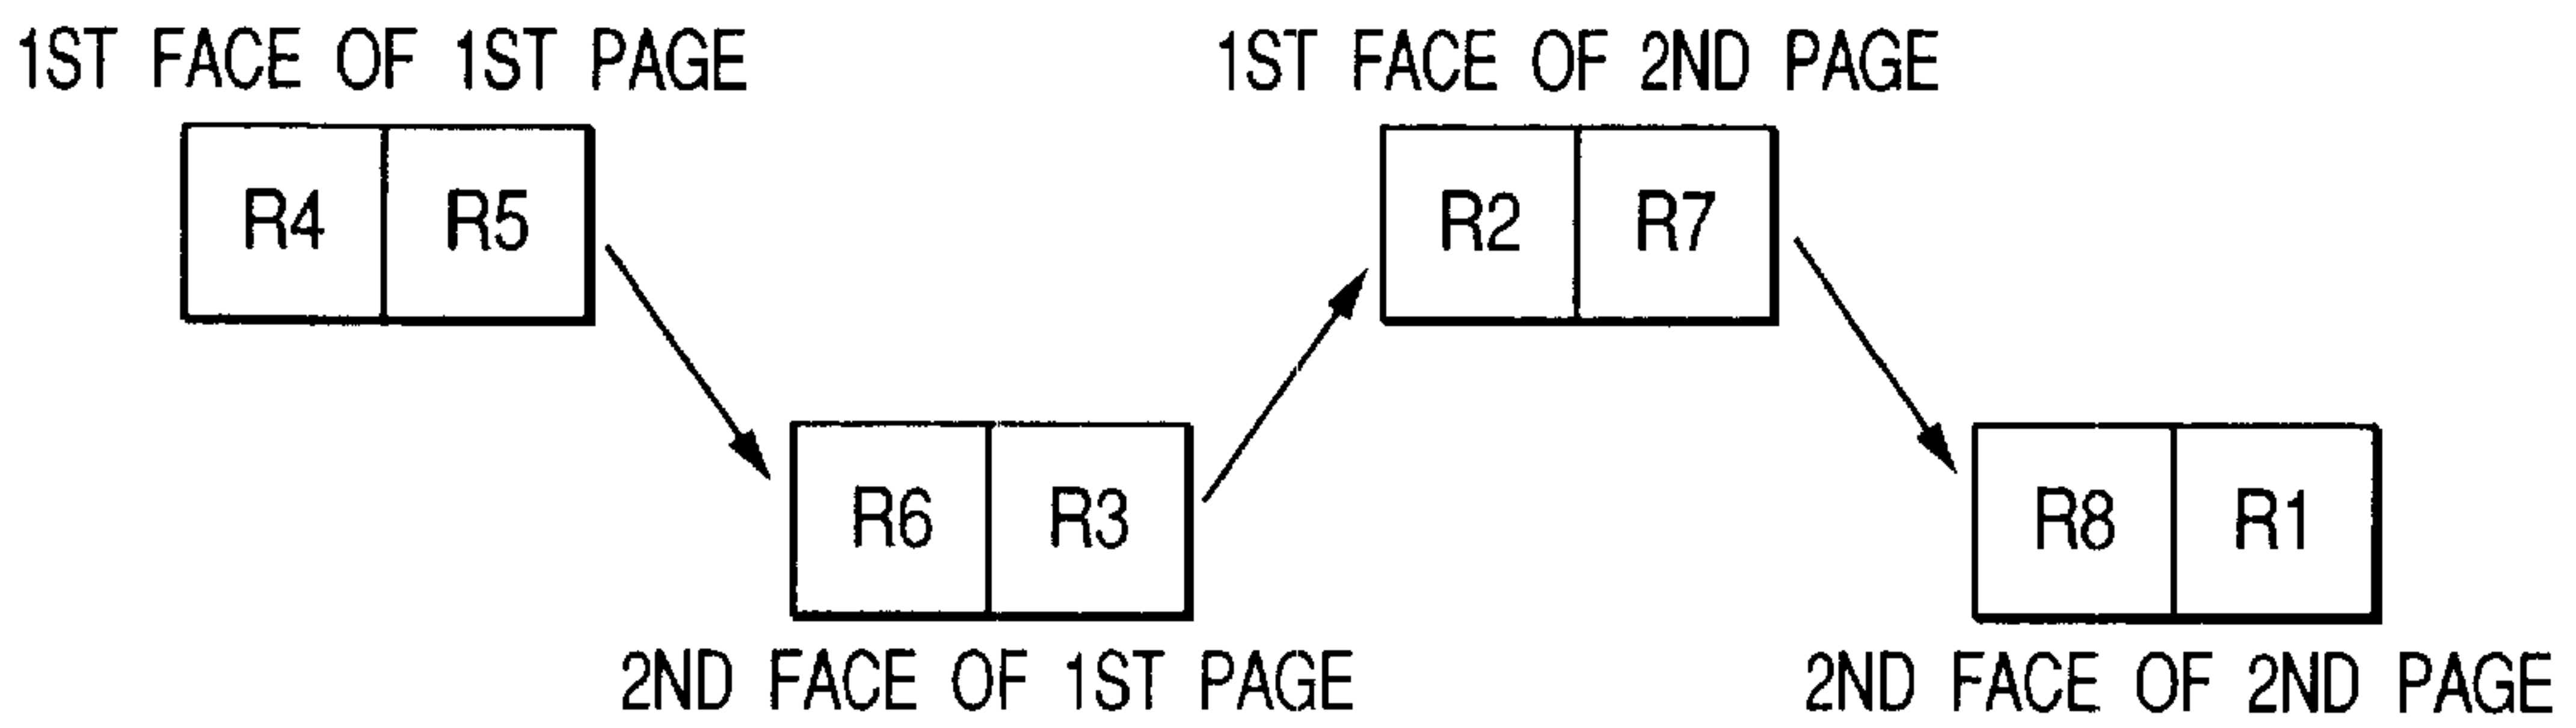 1ST FACE OF 1ST PAGE
1ST FACE OF 2ND PAGE
R4 R5
R2 R7
R6 R3
R8 R1
2ND FACE OF 1ST PAGE
2ND FACE OF 2ND PAGE